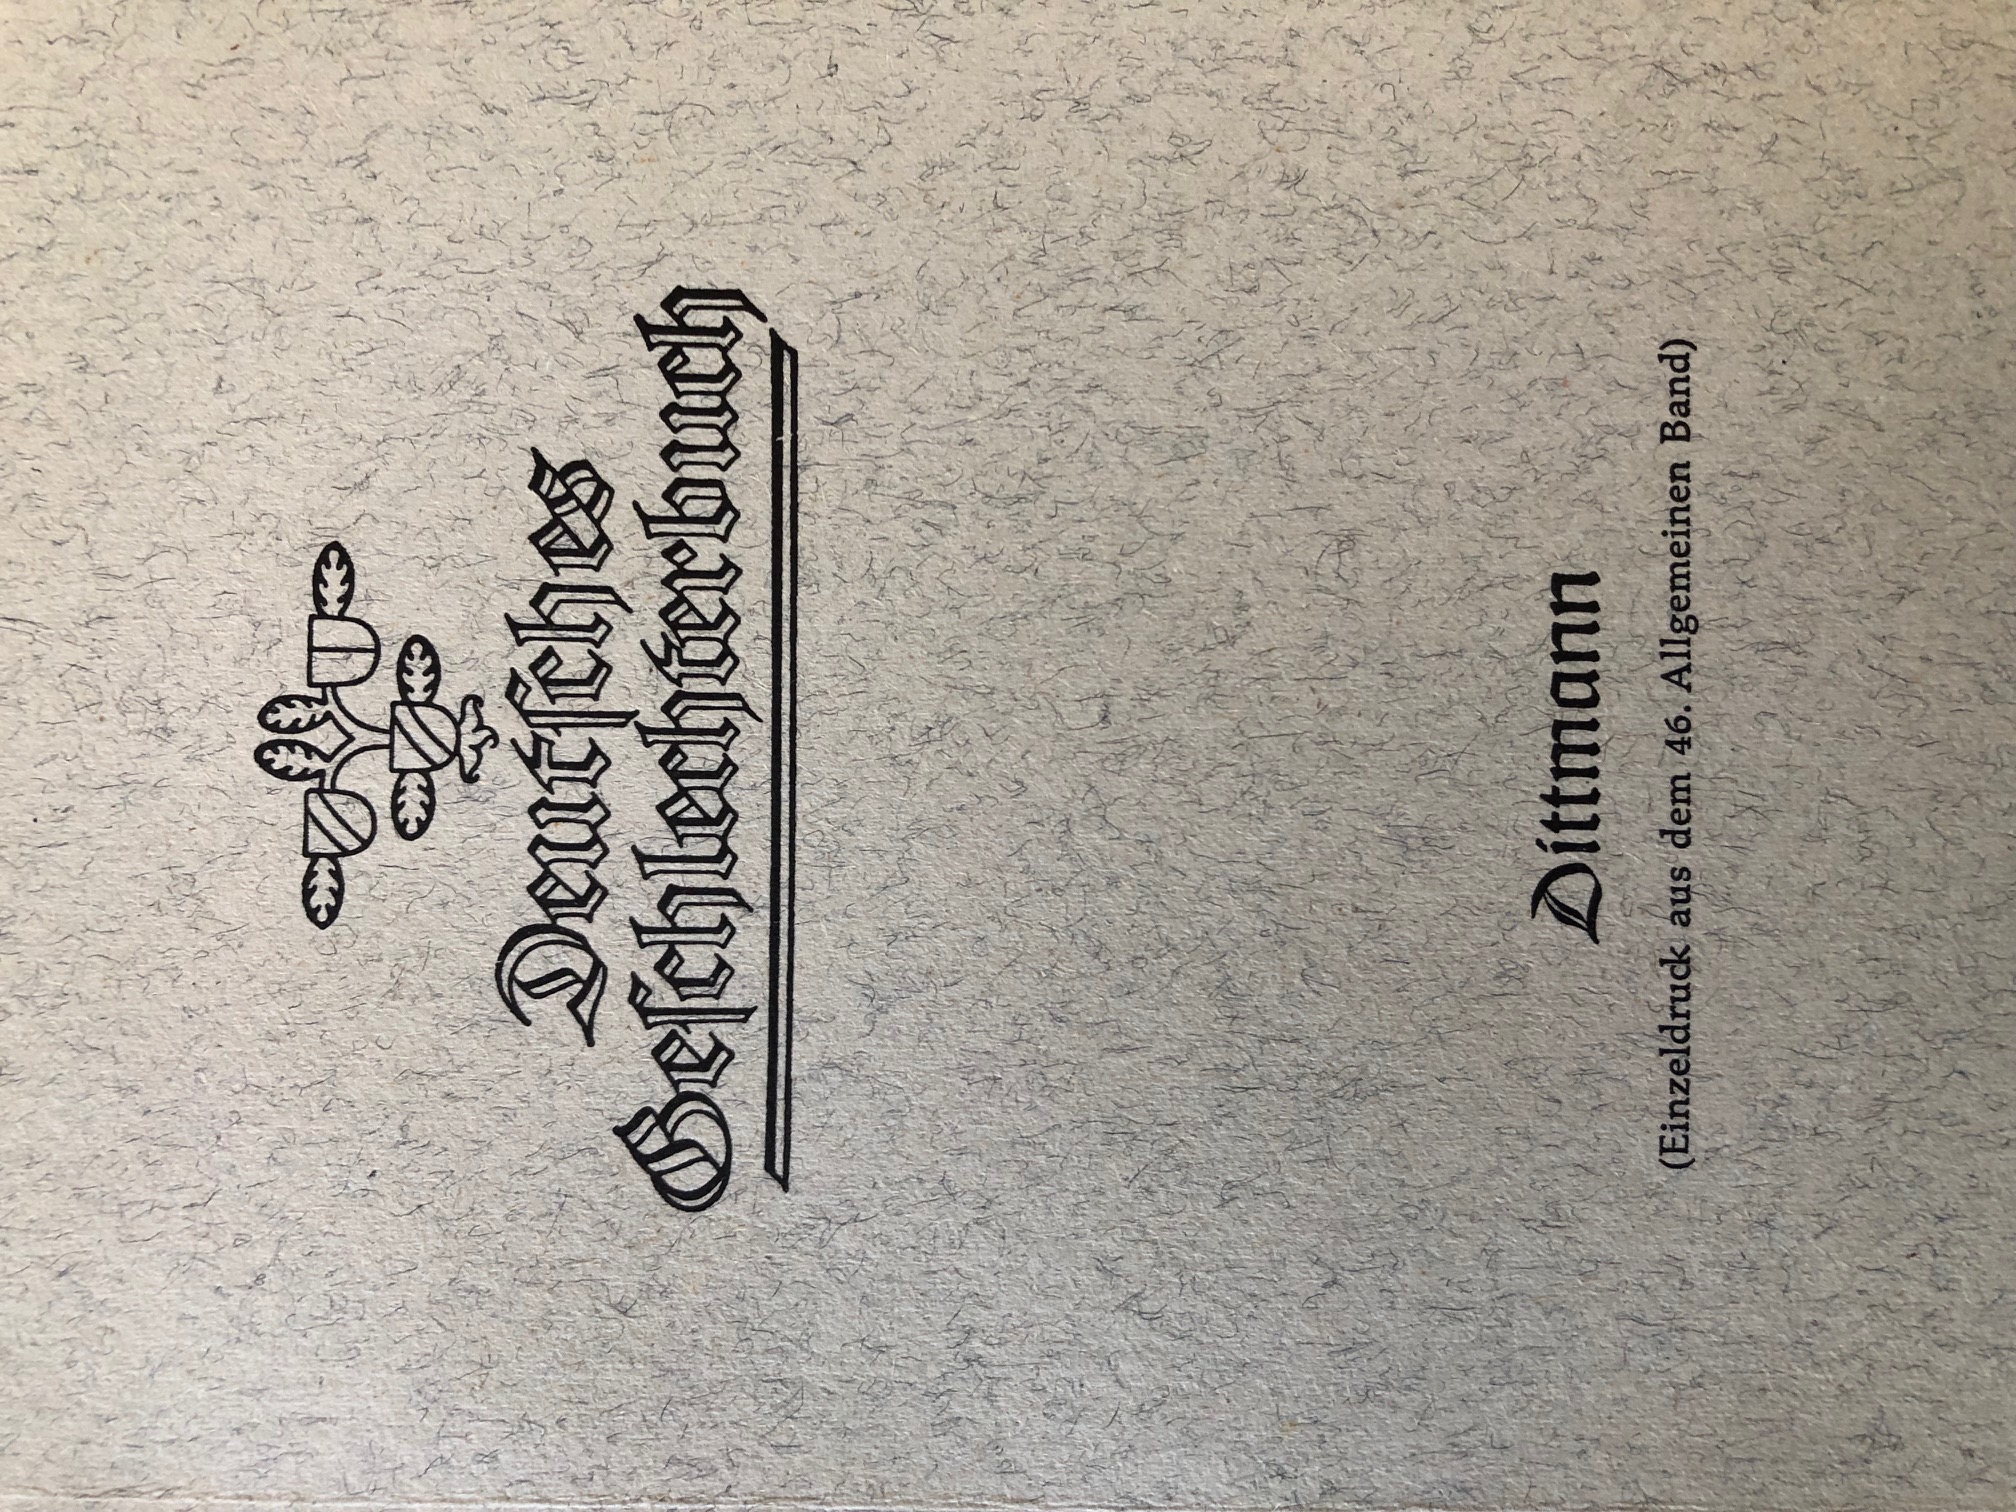 Deutſches
Geſchlechterbuch
Dittmann
(Einzeldruck aus dem 46. Allgemeinen Band)